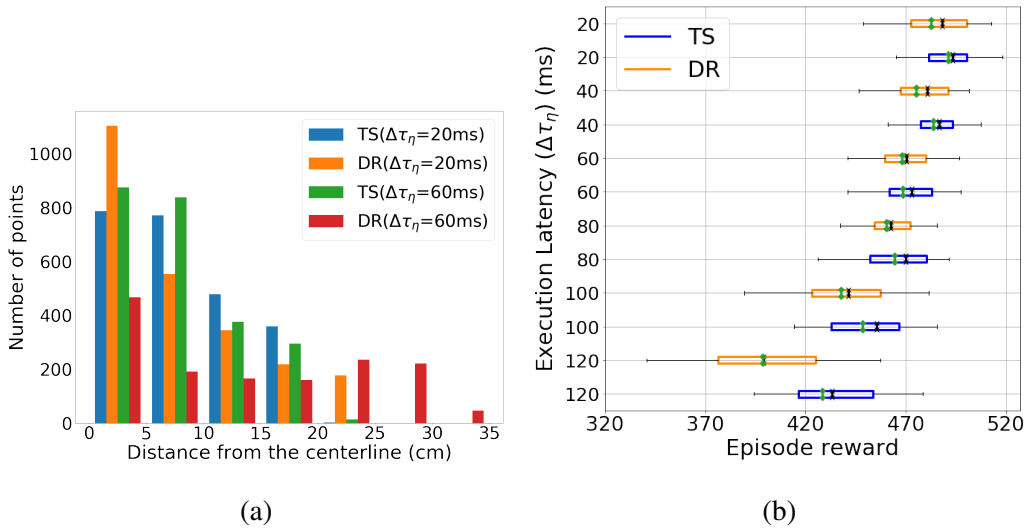 TS(Δτη=20ms)
DR(Δτη=20ms)
TS(Δτη=60ms)
DR(Δτη=60ms)
Number of points
1000
800
600
400
200
0
0 5 10 15 20 25 30 35
Distance from the centerline (cm)
(a)
TS
DR
Execution Latency (Δτη) (ms)
20
20
40
40
60
60
80
80
100
100
120
120
320 370 420 470 520
Episode reward
(b)